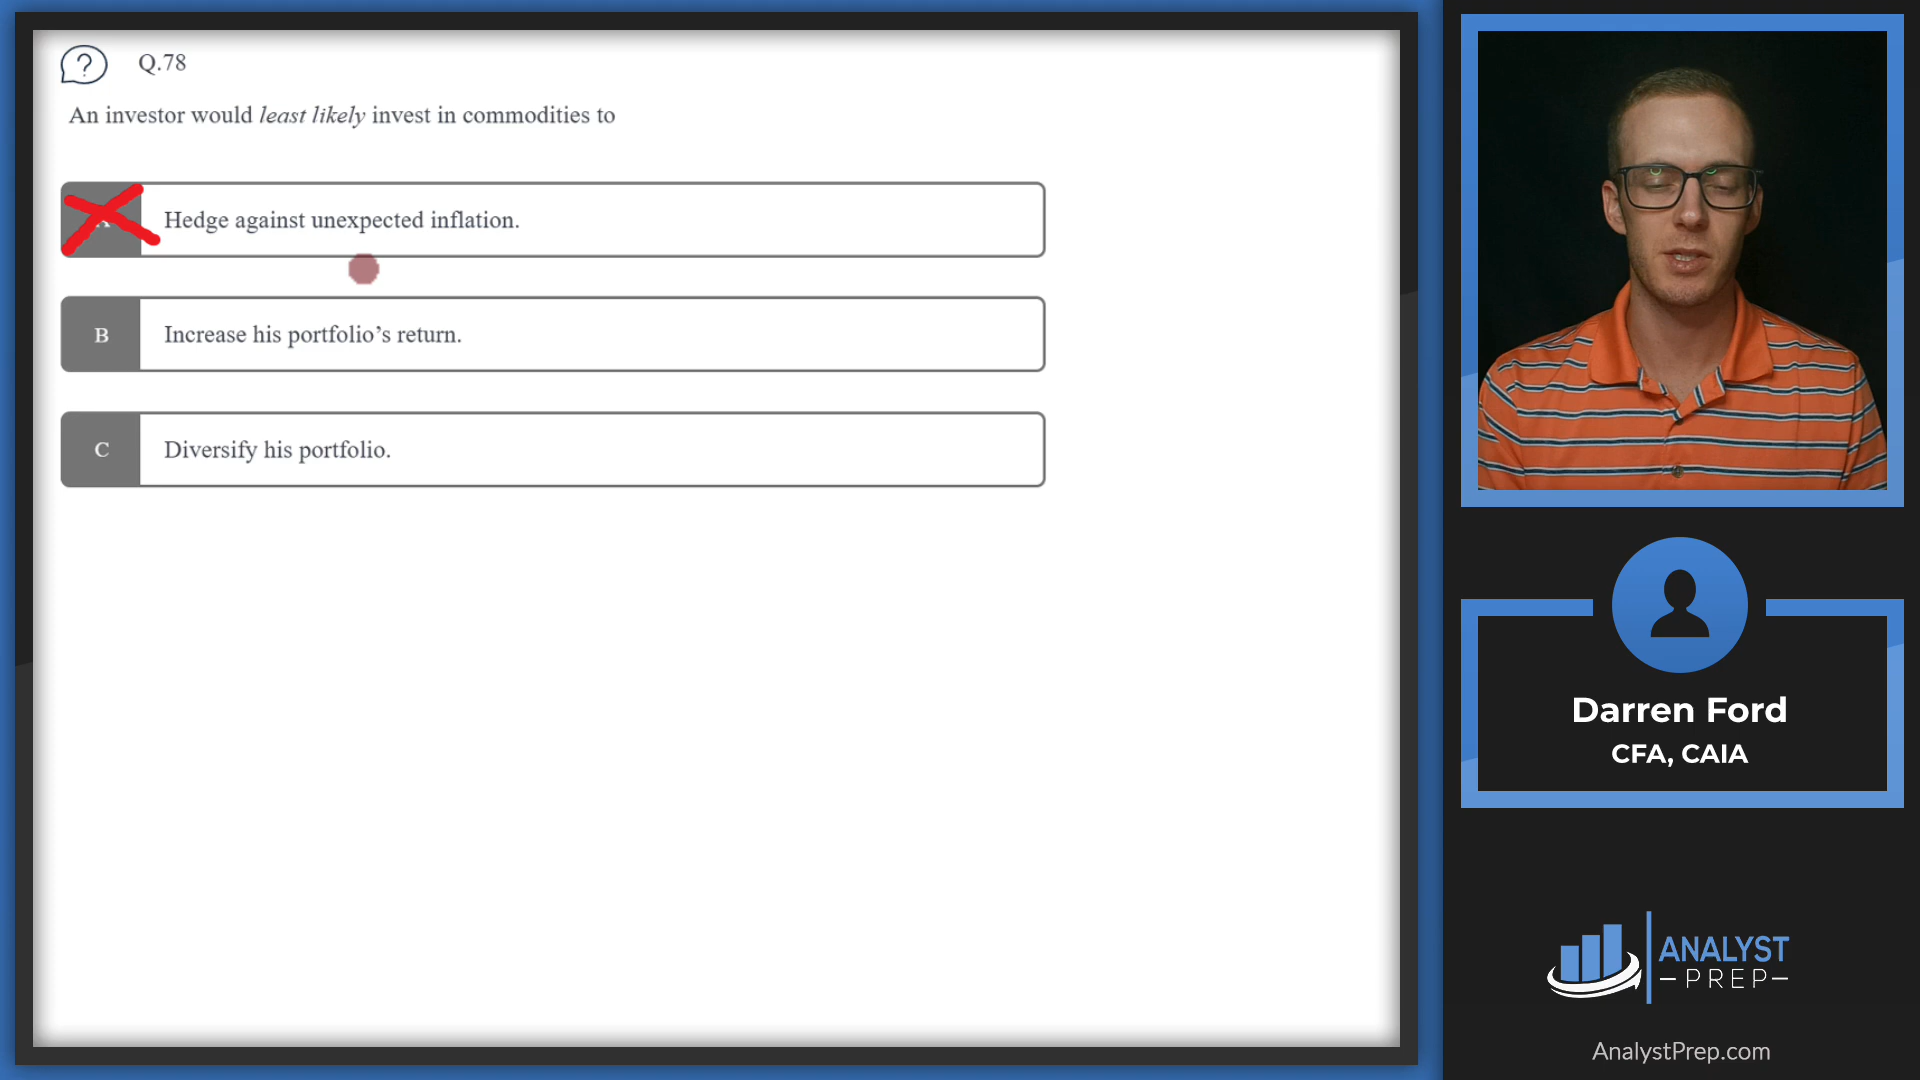 ?
Q.78
An investor would least likely invest in commodities to
Hedge against unexpected inflation.
B
Increase his portfolio’s return.
C
Diversify his portfolio.
Darren Ford
CFA, CAIA
ANALYST
PREP
AnalystPrep.com